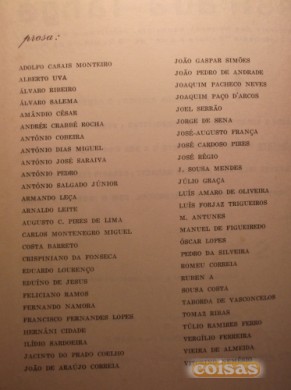 prosa:
ADOLFO CASAIS MONTEIRO
ALBERTO UVA
ÁLVARO RIBEIRO
ÁLVARO SALEMA
AMÂNDIO CÉSAR
ANDRÉE CRABBÉ ROCHA
ANTÓNIO COBEIRA
ANTÓNIO DIAS MIGUEL
ANTÓNIO JOSÉ SARAIVA
ANTÓNIO PEDRO
ANTÓNIO SALGADO JÚNIOR
ARMANDO LEÇA
ARNALDO LEITE
AUGUSTO C. PIRES DE LIMA
CARLOS MONTENEGRO MIGUEL
COSTA BARRETO
CRISPINIANO DA FONSECA
EDUARDO LOURENÇO
EDUÍNO DE JESUS
FELICIANO RAMOS
FERNANDO NAMORA
FRANCISCO FERNANDES LOPES
HERNÂNI CIDADE
ILÍDIO SARDOEIRA
JACINTO DO PRADO COELHO
JOÃO DE ARAÚJO CORREIA
JOÃO GASPAR SIMÕES
JOÃO PEDRO DE ANDRADE
JOAQUIM PACHECO NEVES
JOAQUIM PAÇO D'ARCOS
JOEL SERRÃO
JORGE DE SENA
JOSÉ-AUGUSTO FRANÇA
JOSÉ CARDOSO PIRES
JOSÉ RÉGIO
J. SOUSA MENDES
JÚLIO GRAÇA
LUÍS AMARO DE OLIVEIRA
LUÍS FORJAZ TRIGUEIROS
M. ANTUNES
MANUEL DE FIGUEIREDO
ÓSCAR LOPES
PEDRO DA SILVEIRA
ROMEU CORREIA
RUBEN A
SOUSA COSTA
TABORDA DE VASCONCELOS
TOMAZ RIBAS
TÚLIO RAMIRES FERRO
VERGÍLIO FERREIRA
VIEIRA DE ALMEIDA
coisas